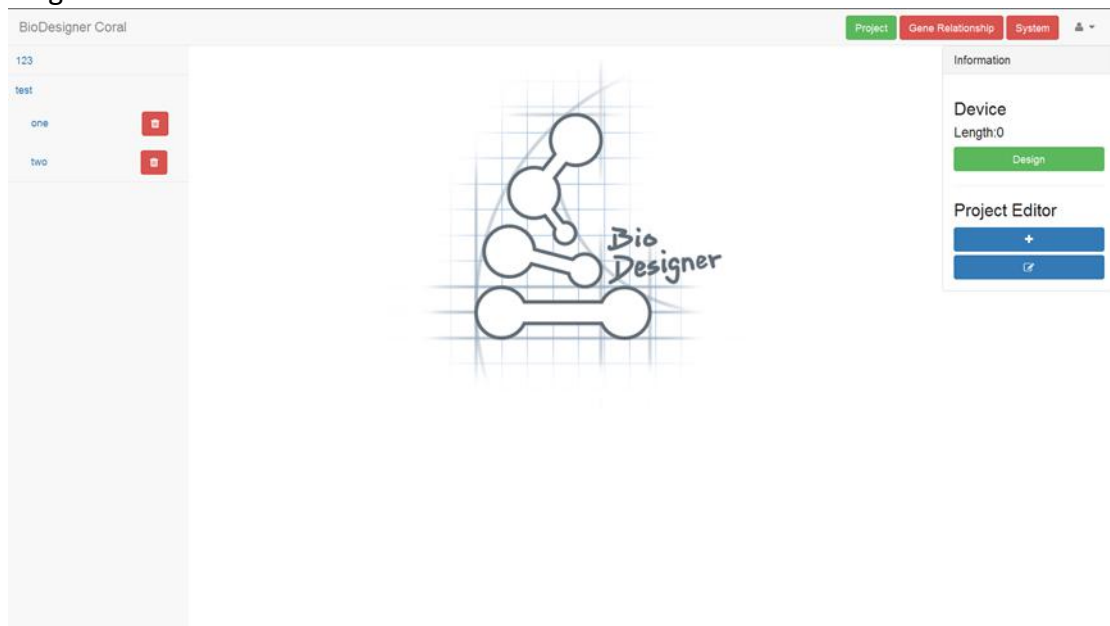 BioDesigner Coral
Project Gene Relationship System
123
test
one
two
Bio
Designer
Information
Device
Length:0
Design
Project Editor